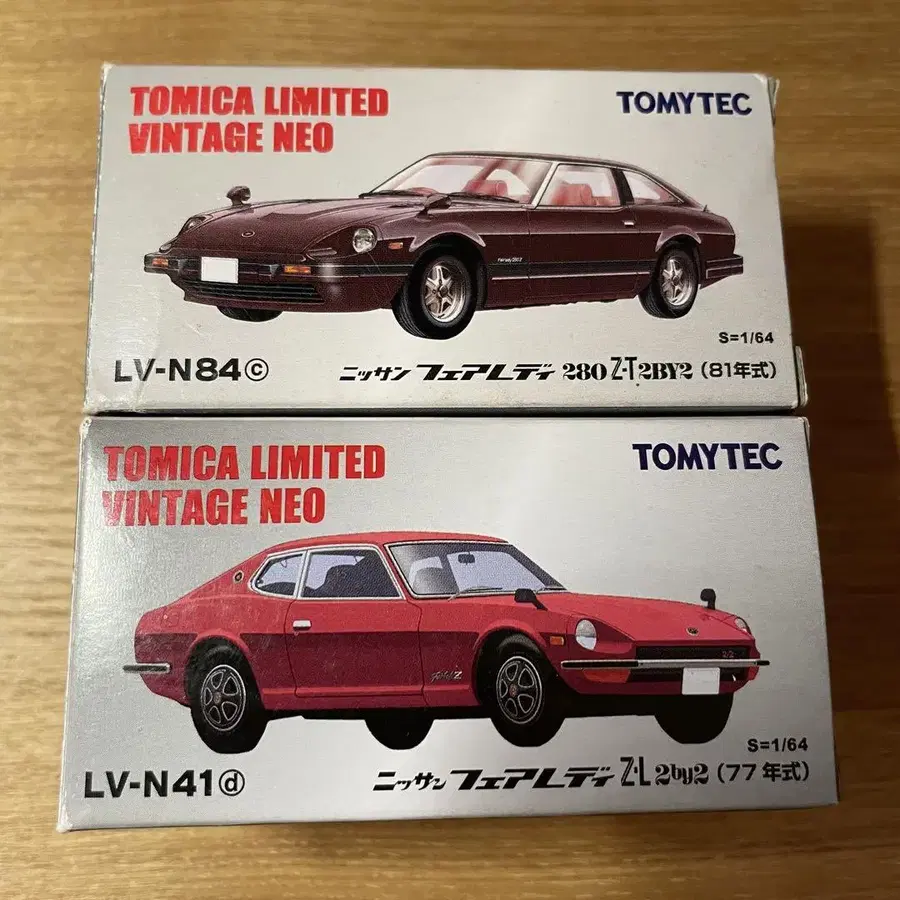 TOMICA LIMITED
VINTAGE NEO
TOMYTEC
S=1/64
LV-N84ⓒ
ニッサン フェアレディ 280 Z-T 2BY2 (81年式)
TOMICA LIMITED
VINTAGE NEO
TOMYTEC
S=1/64
LV-N41ⓓ
ニッサン フェアレディ Z-L 2by2 (77年式)